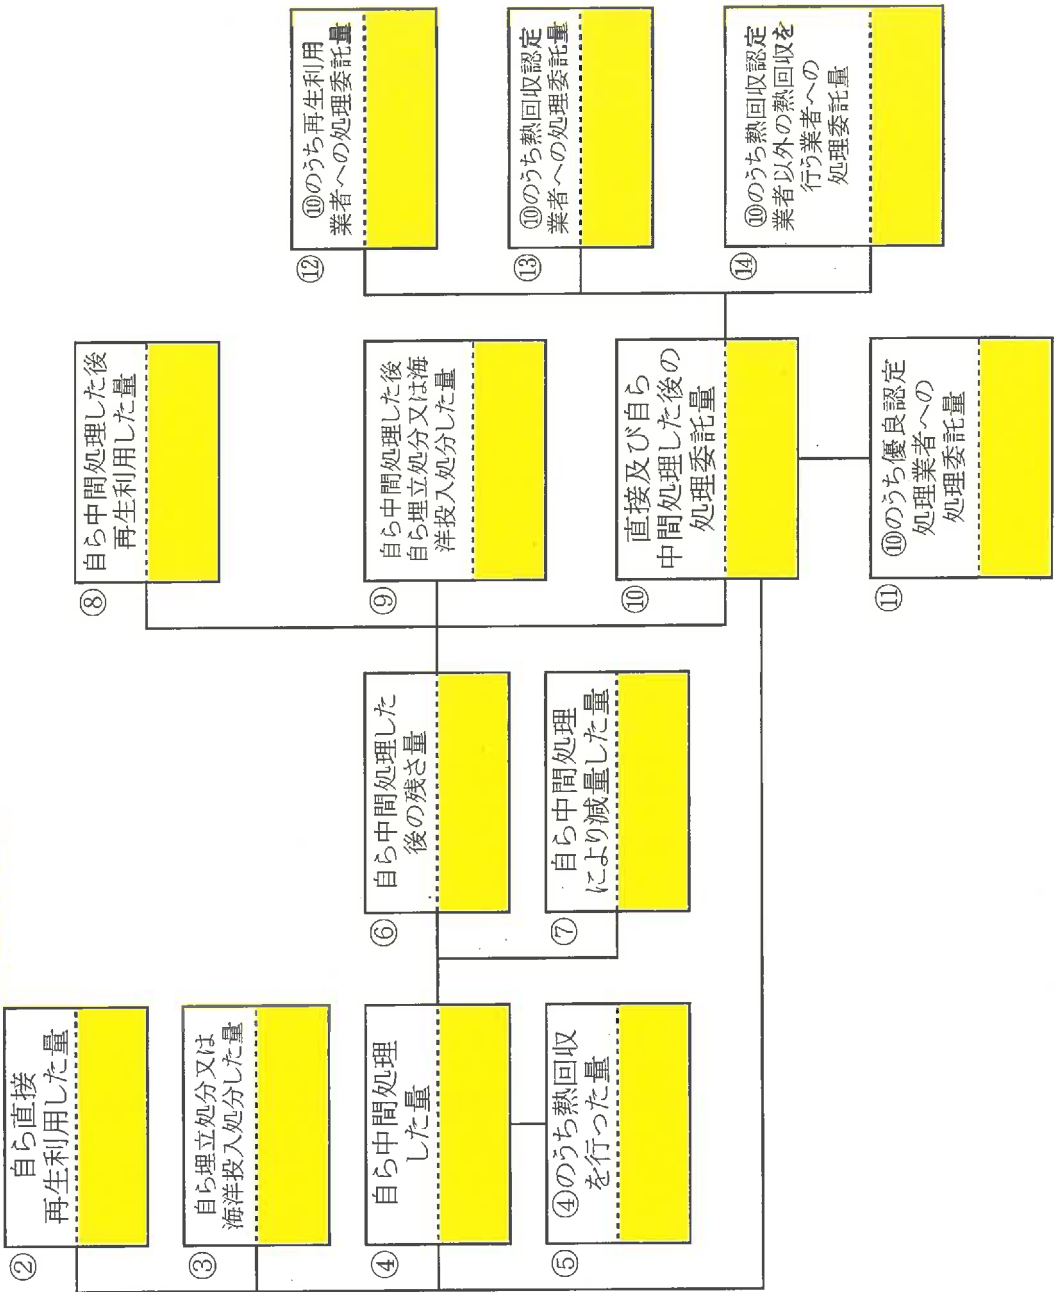 ②
自ら直接
再生利用した量
③
自ら埋立処分又は
海洋投入処分した量
④
自ら中間処理
した量
⑤
④のうち熱回収
を行った量
⑥
自ら中間処理した
後の残さ量
⑦
自ら中間処理
により減量した量
⑧
自ら中間処理した後
再生利用した量
⑨
自ら中間処理した後
自ら埋立処分又は海
洋投入処分した量
⑩
直接及び自ら
中間処理した後の
処理委託量
⑪
⑩のうち優良認定
処理業者への
処理委託量
⑫
⑩のうち再生利用
業者への処理委託量
⑬
⑩のうち熱回収認定
業者への処理委託量
⑭
⑩のうち熱回収認定
業者以外の熱回収を
行う業者への
処理委託量